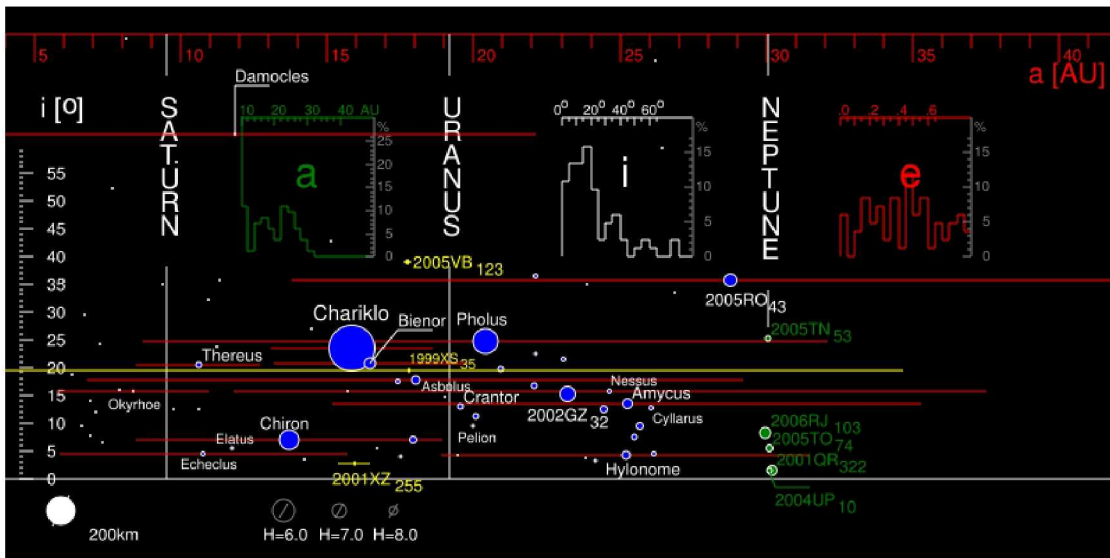 5 10 15 20 25 30 35 40
a [AU]
Damocles
i [o]
SATURN
URANUS
NEPTUNE
10 20 30 40 AU
%
25
20
15
10
5
0
a
0° 20° 40° 60°
%
15
10
5
0
i
.0 .2 .4 .6
%
15
10
5
0
e
55
50
45
40
35
30
25
20
15
10
5
0
2005VB 123
2005RO 43
Chariklo
Bienor
Pholus
2005TN 53
Thereus
1999XS 35
Asbolus
Nessus
Okyrhoe
Crantor
2002GZ 32
Amycus
Cyllarus
Chiron
Pelion
2006RJ 103
Elatus
2005TO 74
Echeclus
Hylonome
2001QR 322
2001XZ 255
2004UP 10
200km
H=6.0 H=7.0 H=8.0